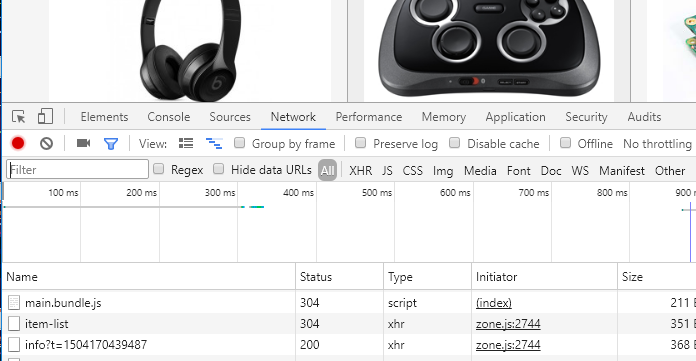 Elements Console Sources Network Performance Memory Application Security Audits
View: Group by frame Preserve log Disable cache Offline No throttling
Filter Regex Hide data URLs All XHR JS CSS Img Media Font Doc WS Manifest Other
100 ms 200 ms 300 ms 400 ms 500 ms 600 ms 700 ms 800 ms 900 m
Name Status Type Initiator Size
main.bundle.js 304 script (index) 211 B
item-list 304 xhr zone.js:2744 351 B
info?t=1504170439487 200 xhr zone.js:2744 368 B